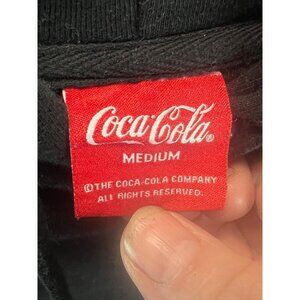 Coca-Cola®
MEDIUM
©THE COCA-COLA COMPANY
ALL RIGHTS RESERVED.